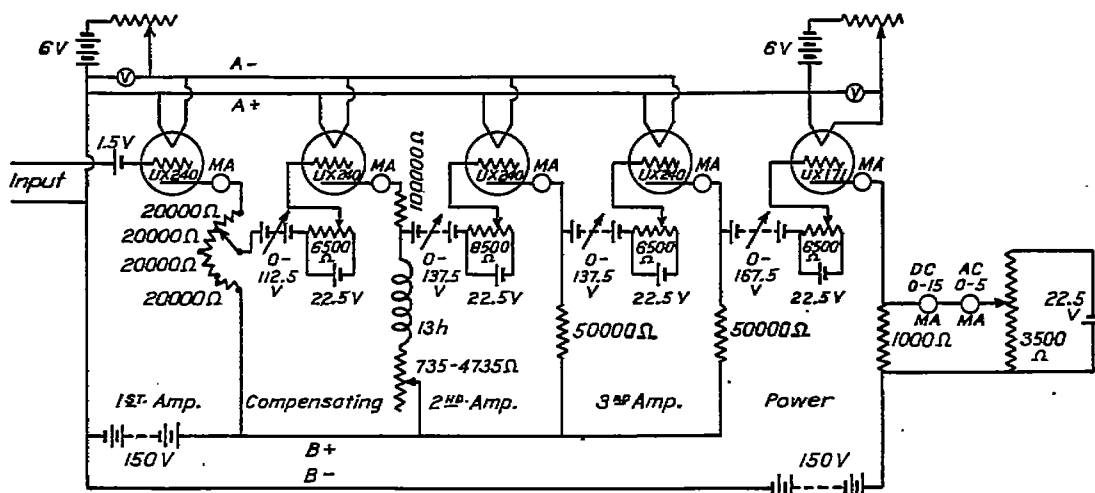 6V
6V
A-
A+
1.5V
Input
UX240
MA
UX240
MA
UX240
MA
UX240
MA
UX171
MA
20000Ω
20000Ω
20000Ω
20000Ω
0-
112.5
V
6500
Ω
22.5V
100000Ω
13h
735-4735Ω
0-
137.5
V
8500
Ω
22.5V
50000Ω
0-
137.5
V
6500
Ω
22.5V
50000Ω
0-
167.5
V
6500
Ω
22.5V
DC
0-15
MA
AC
0-5
MA
1000Ω
3500
Ω
22.5
V
1ST. Amp.
Compensating
2ND. Amp.
3RD Amp.
Power
150V
B+
B-
150V
V
V